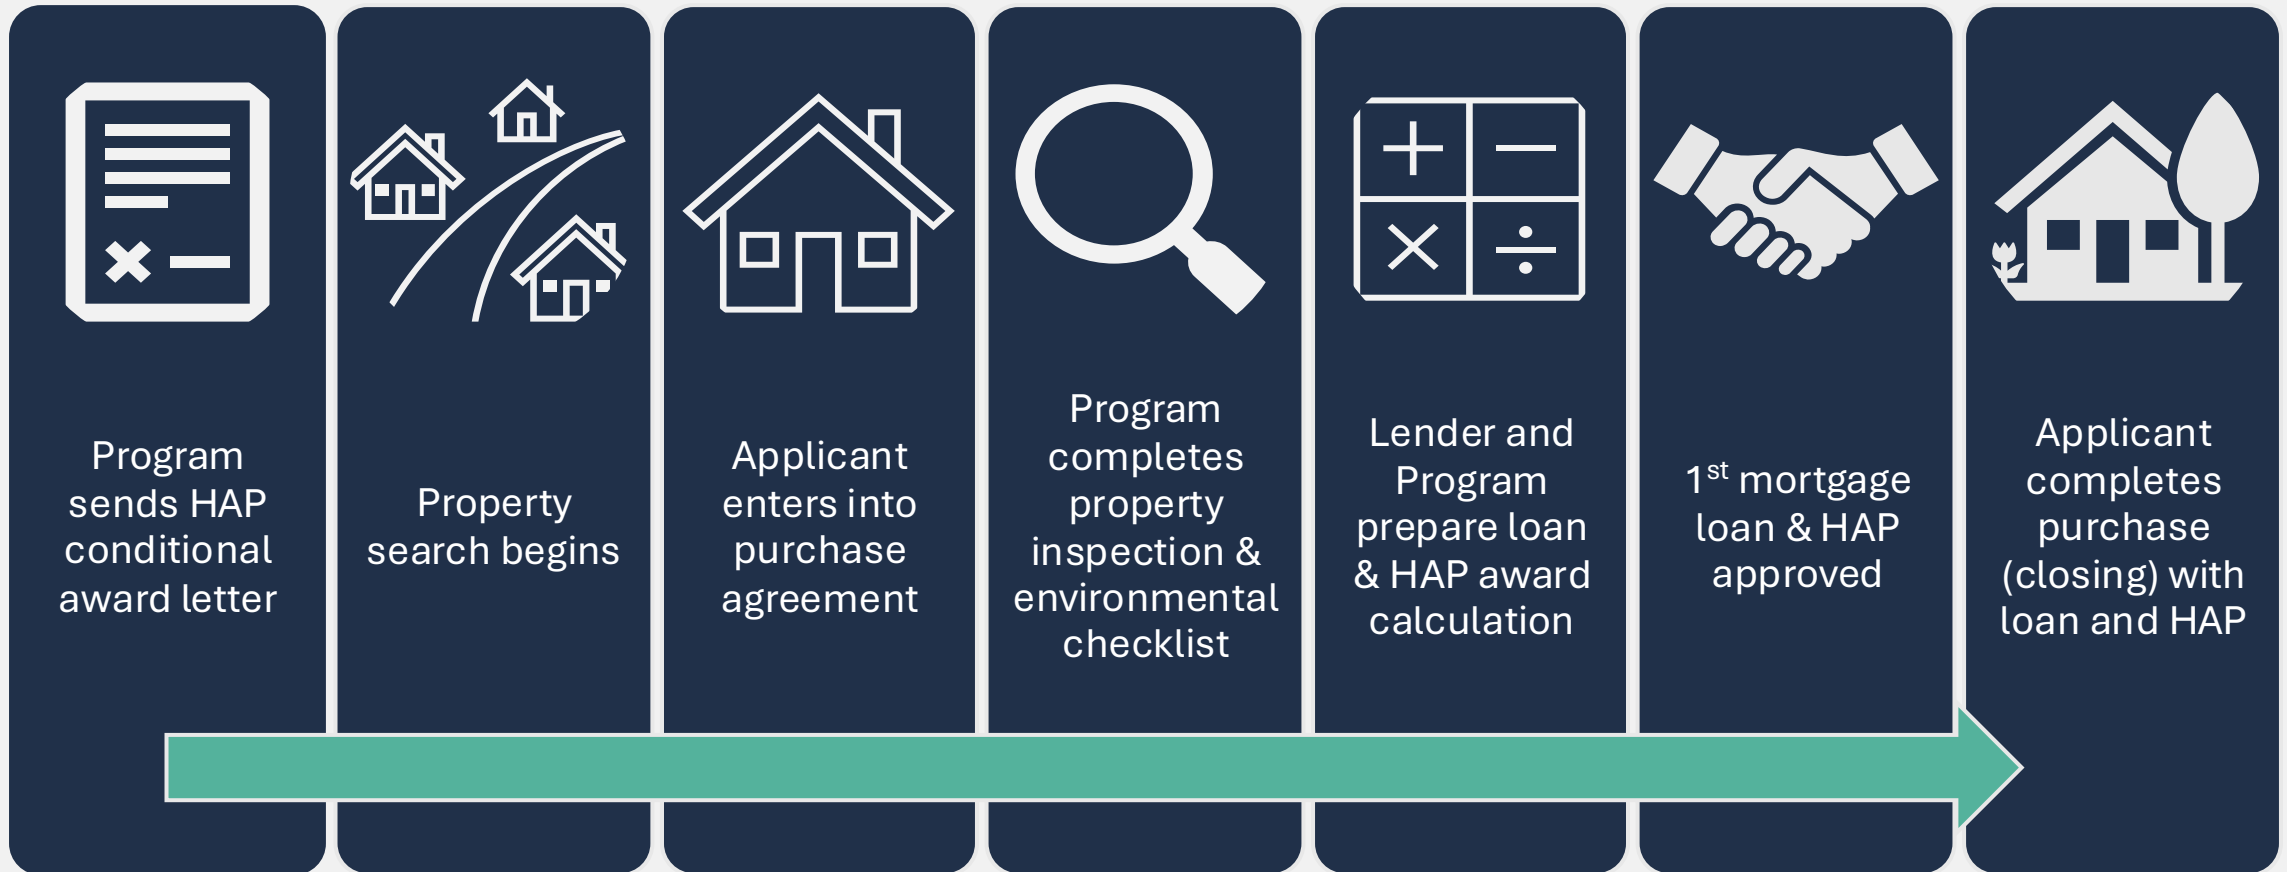 Program
sends HAP
conditional
award letter
Property
search begins
Applicant
enters into
purchase
agreement
Program
completes
property
inspection &
environmental
checklist
Lender and
Program
prepare loan
& HAP award
calculation
1st mortgage
loan & HAP
approved
Applicant
completes
purchase
(closing) with
loan and HAP